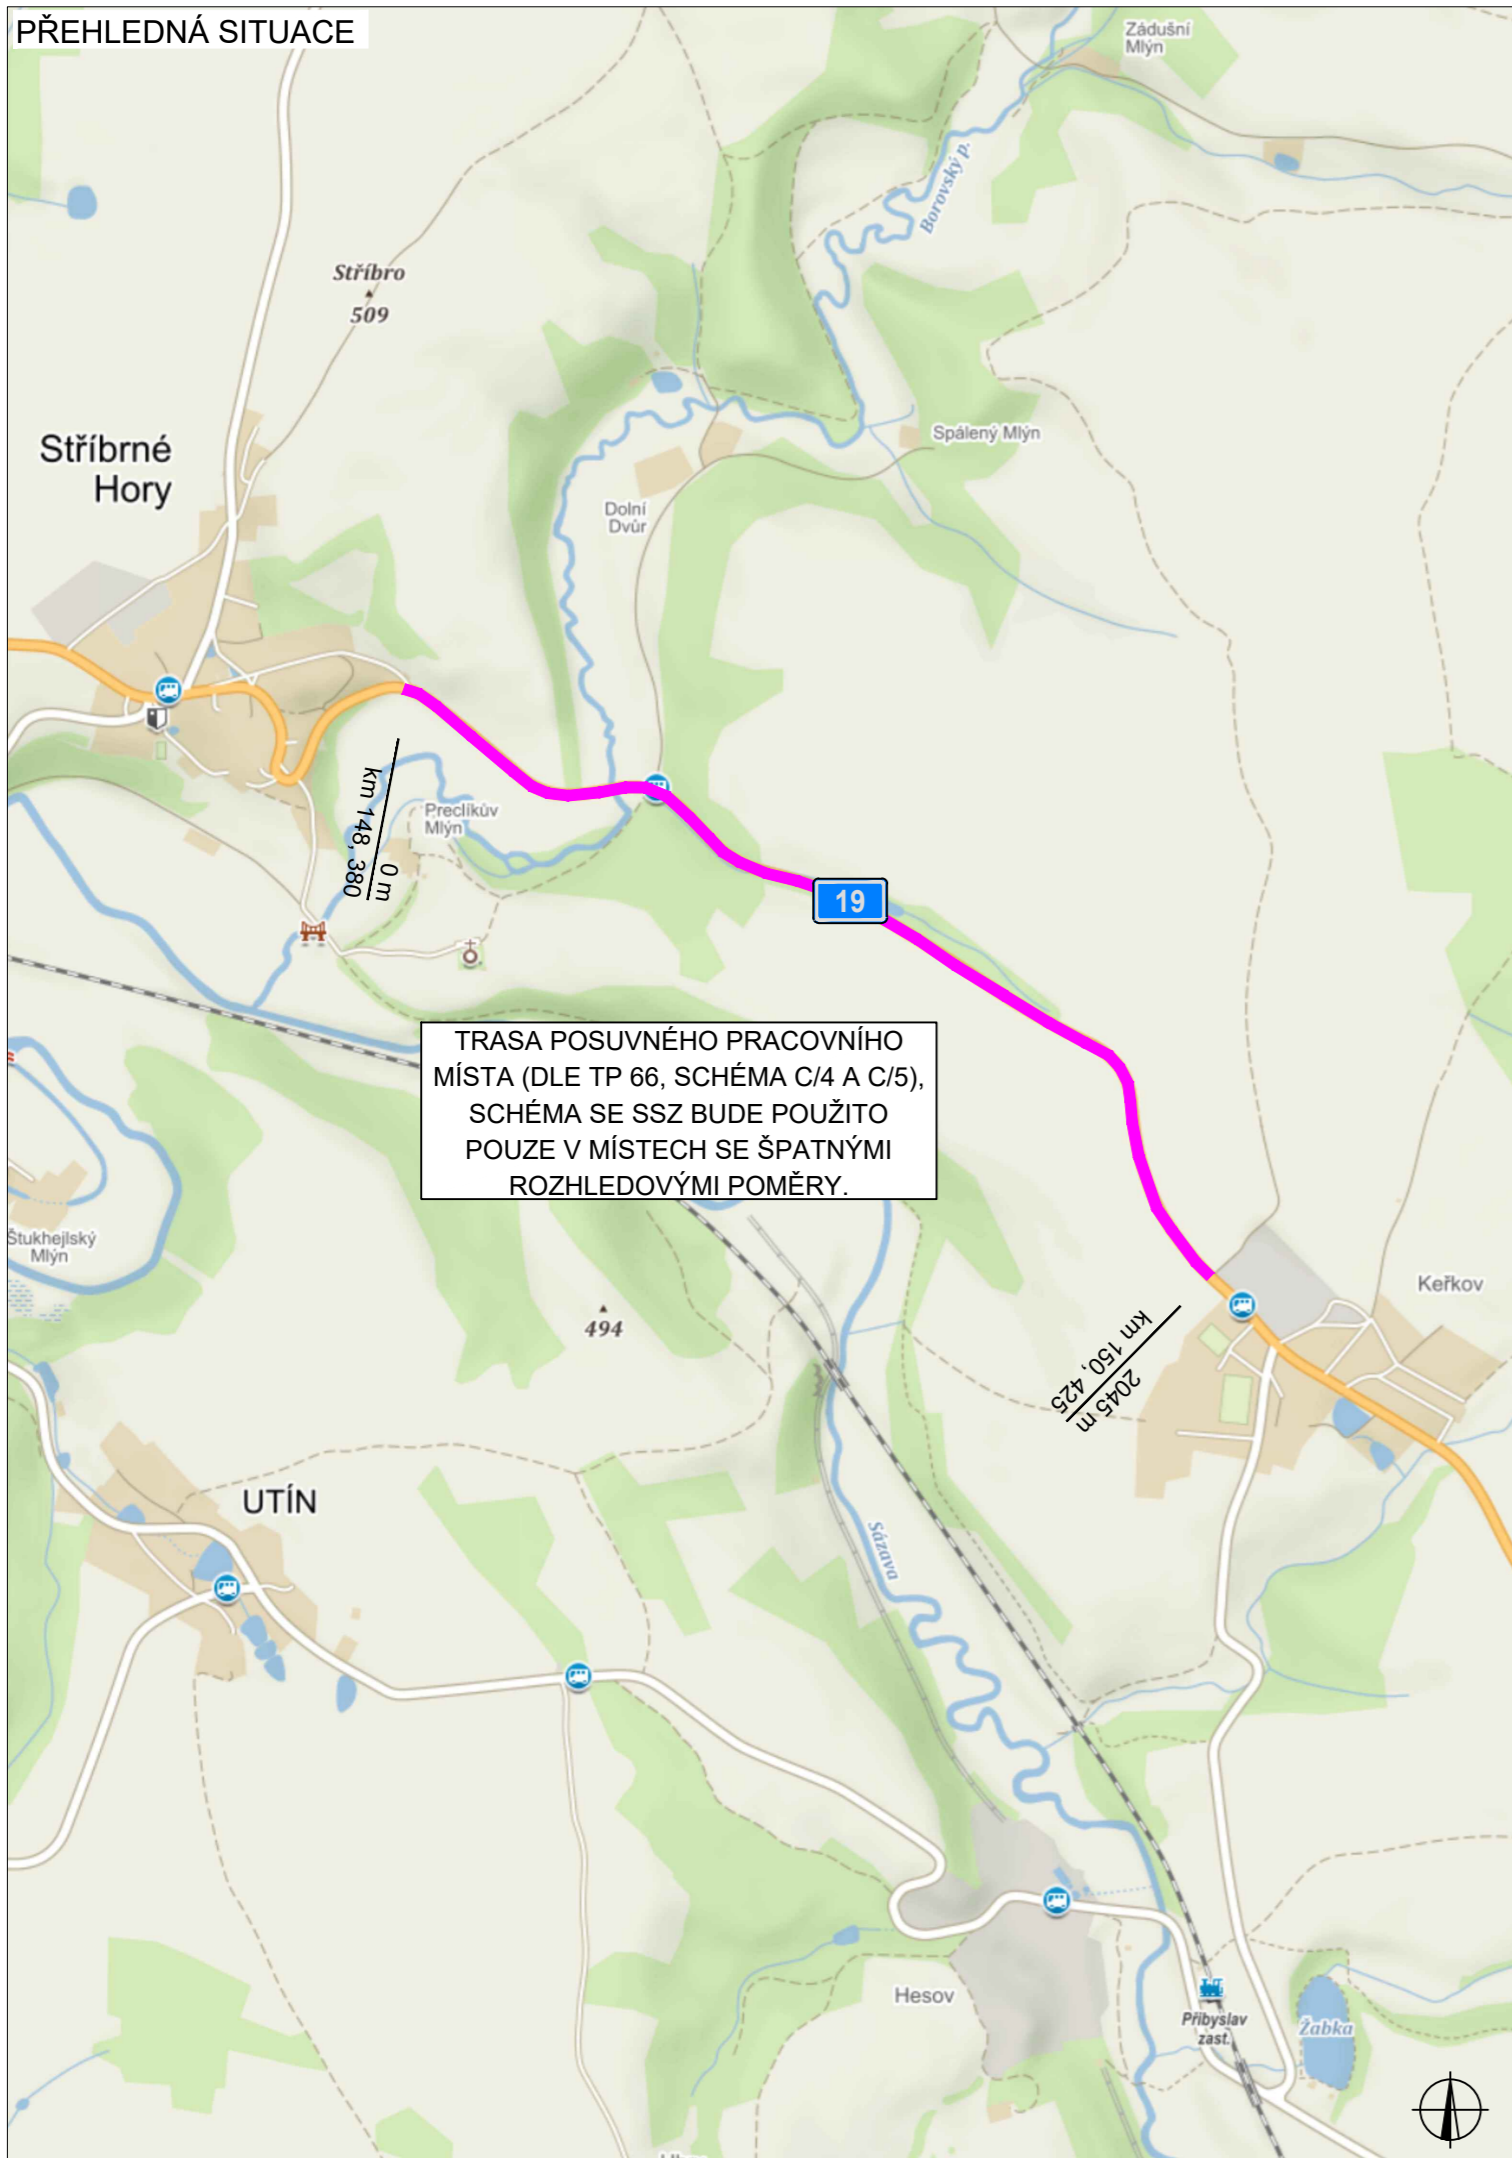 PŘEHLEDNÁ SITUACE
Zádušní
Mlýn
Borovský p.
Stříbro
509
Stříbrné
Hory
Spálený Mlýn
Dolní
Dvůr
km 148, 380
0 m
Preclíkův
Mlýn
19
TRASA POSUVNÉHO PRACOVNÍHO
MÍSTA (DLE TP 66, SCHÉMA C/4 A C/5),
SCHÉMA SE SSZ BUDE POUŽITO
POUZE V MÍSTECH SE ŠPATNÝMI
ROZHLEDOVÝMI POMĚRY.
Štukhejlský
Mlýn
494
Keřkov
km 150, 425
2045 m
UTÍN
Sázava
Hesov
Přibyslav
zast.
Žabka